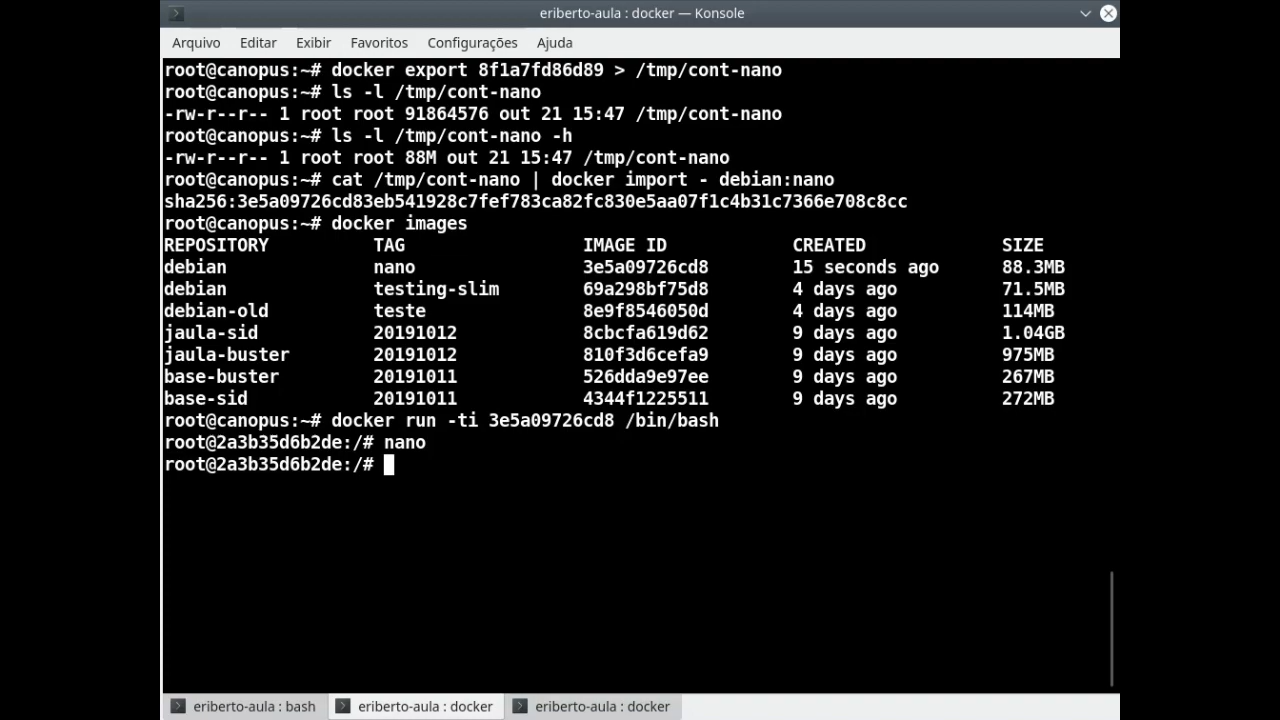 eriberto-aula : docker — Konsole
Arquivo Editar Exibir Favoritos Configurações Ajuda
root@canopus:~# docker export 8f1a7fd86d89 > /tmp/cont-nano
root@canopus:~# ls -l /tmp/cont-nano
-rw-r--r-- 1 root root 91864576 out 21 15:47 /tmp/cont-nano
root@canopus:~# ls -l /tmp/cont-nano -h
-rw-r--r-- 1 root root 88M out 21 15:47 /tmp/cont-nano
root@canopus:~# cat /tmp/cont-nano | docker import - debian:nano
sha256:3e5a09726cd83eb541928c7fef783ca82fc830e5aa07f1c4b31c7366e708c8cc
root@canopus:~# docker images
REPOSITORY TAG IMAGE ID CREATED SIZE
debian nano 3e5a09726cd8 15 seconds ago 88.3MB
debian testing-slim 69a298bf75d8 4 days ago 71.5MB
debian-old teste 8e9f8546050d 4 days ago 114MB
jaula-sid 20191012 8cbcfa619d62 9 days ago 1.04GB
jaula-buster 20191012 810f3d6cefa9 9 days ago 975MB
base-buster 20191011 526dda9e97ee 9 days ago 267MB
base-sid 20191011 4344f1225511 9 days ago 272MB
root@canopus:~# docker run -ti 3e5a09726cd8 /bin/bash
root@2a3b35d6b2de:/# nano
root@2a3b35d6b2de:/#
eriberto-aula : bash eriberto-aula : docker eriberto-aula : docker